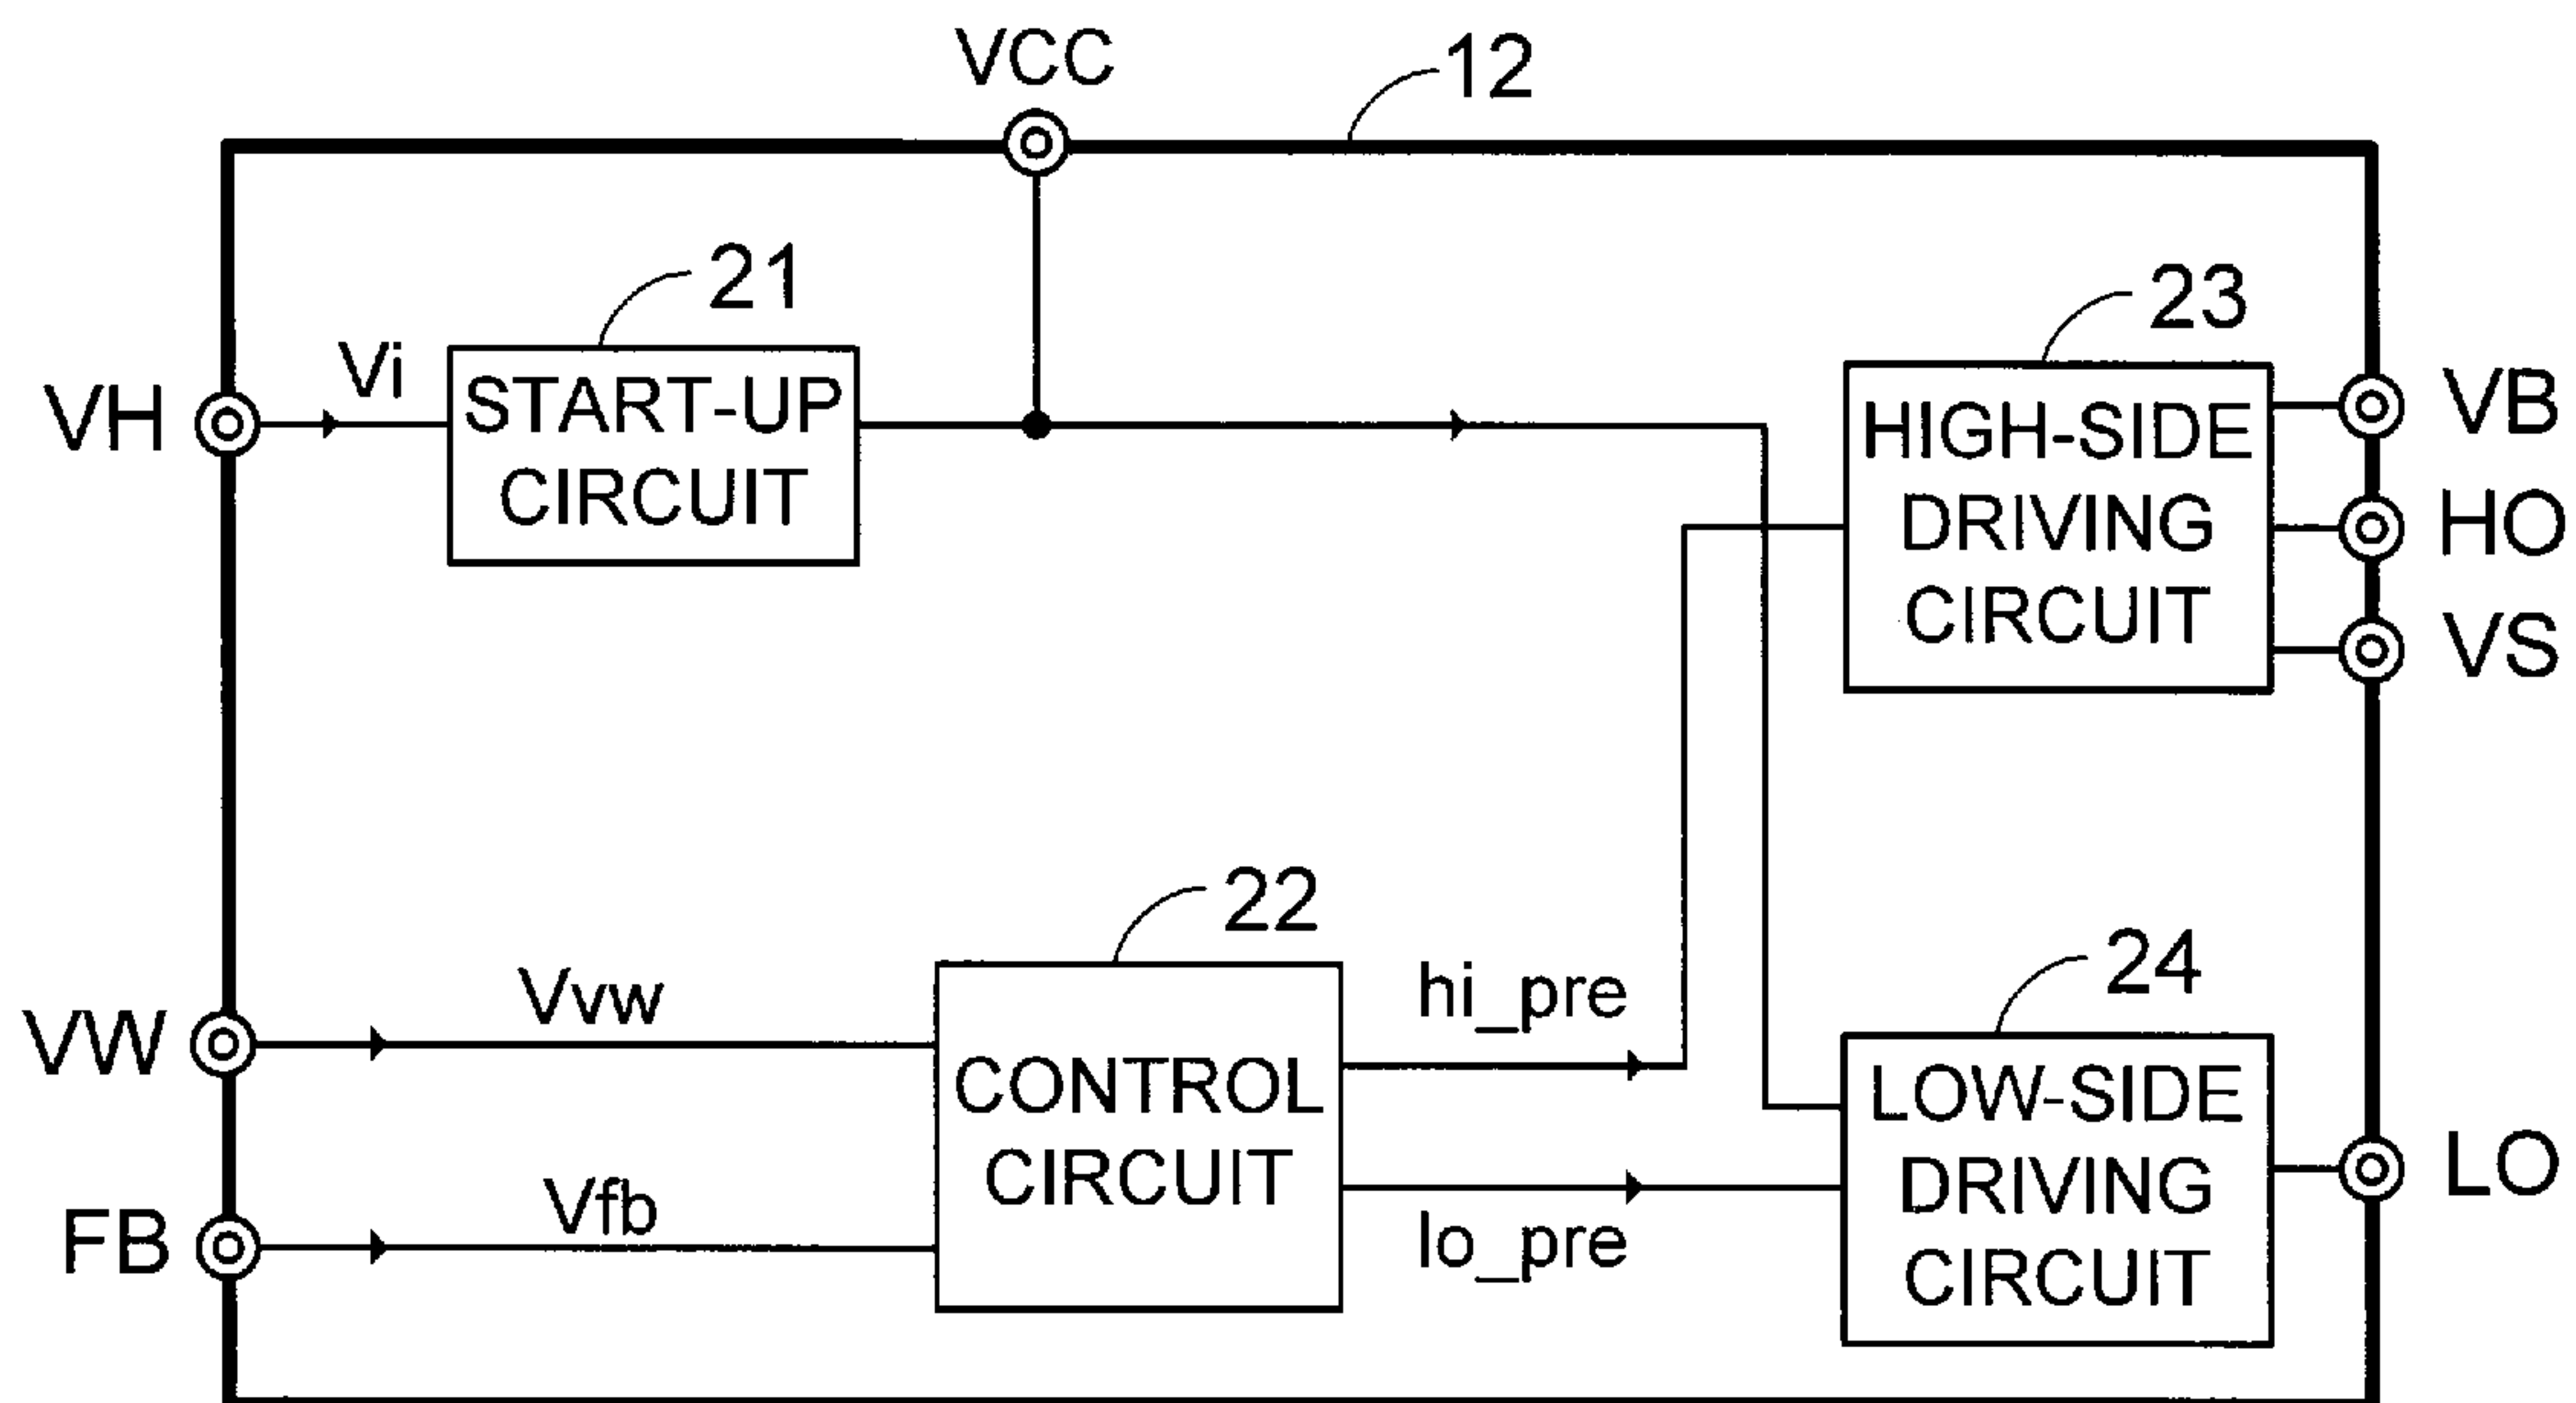 VCC
12
21
23
VH
Vi
START-UP
CIRCUIT
HIGH-SIDE
DRIVING
CIRCUIT
VB
HO
VS
22
24
VW
Vvw
hi_pre
CONTROL
CIRCUIT
LOW-SIDE
DRIVING
CIRCUIT
FB
Vfb
lo_pre
LO